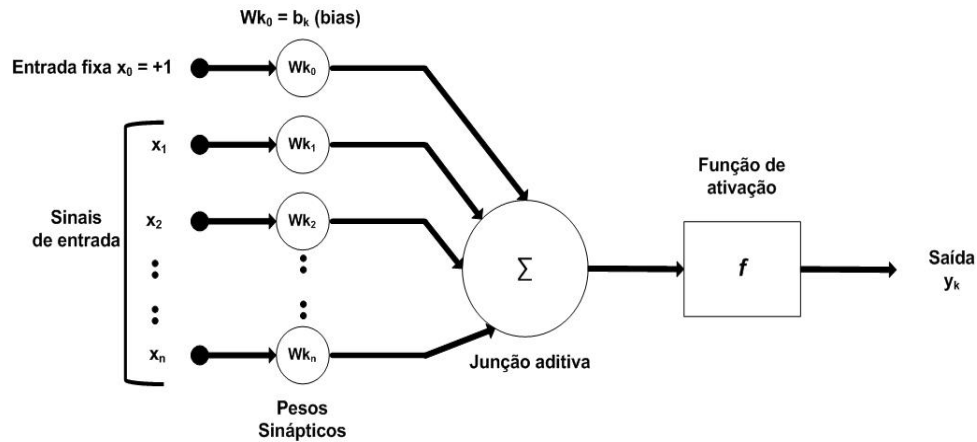 Wk₀ = bₖ (bias)
Entrada fixa x₀ = +1
Wk₀
x₁
Wk₁
Sinais
de entrada
x₂
Wk₂
xₙ
Wkₙ
Pesos
Sinápticos
Σ
Junção aditiva
Função de
ativação
f
Saída
yₖ